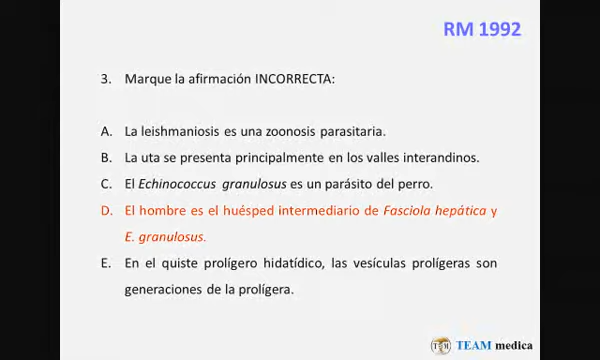 RM 1992
3. Marque la afirmación INCORRECTA:
A. La leishmaniosis es una zoonosis parasitaria.
B. La uta se presenta principalmente en los valles interandinos.
C. El Echinococcus granulosus es un parásito del perro.
D. El hombre es el huésped intermediario de Fasciola hepática y
E. granulosus.
E. En el quiste prolígero hidatídico, las vesículas prolígeras son
generaciones de la prolígera.
TEAM medica